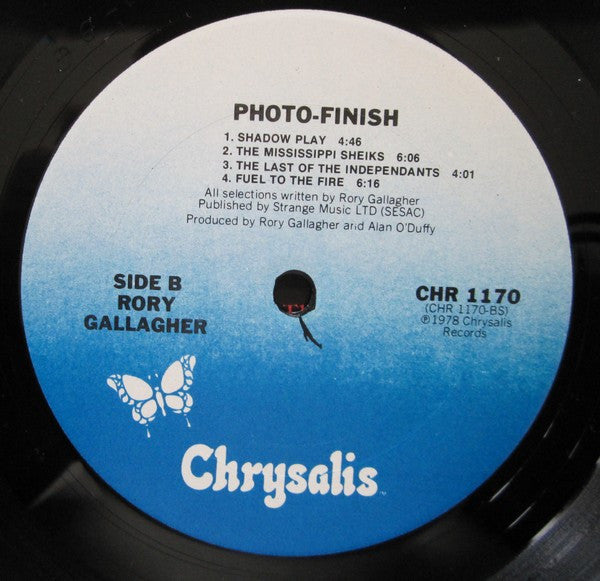 PHOTO-FINISH
1. SHADOW PLAY 4:46
2. THE MISSISSIPPI SHEIKS 6:06
3. THE LAST OF THE INDEPENDANTS 4:01
4. FUEL TO THE FIRE 6:16
All selections written by Rory Gallagher
Published by Strange Music LTD (SESAC)
Produced by Rory Gallagher and Alan O'Duffy
SIDE B
RORY
GALLAGHER
CHR 1170
(CHR 1170-BS)
℗1978 Chrysalis
Records
Chrysalis